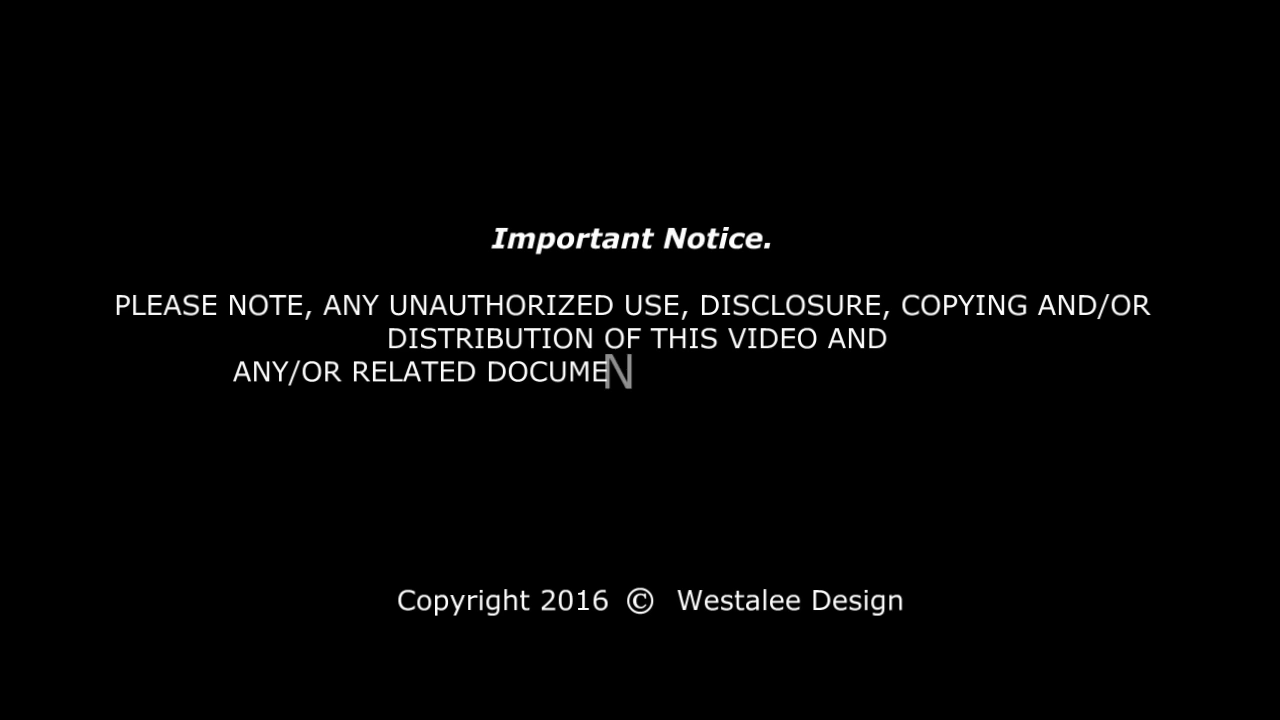 Important Notice.
PLEASE NOTE, ANY UNAUTHORIZED USE, DISCLOSURE, COPYING AND/OR
DISTRIBUTION OF THIS VIDEO AND
ANY/OR RELATED DOCUMEN
Copyright 2016 © Westalee Design